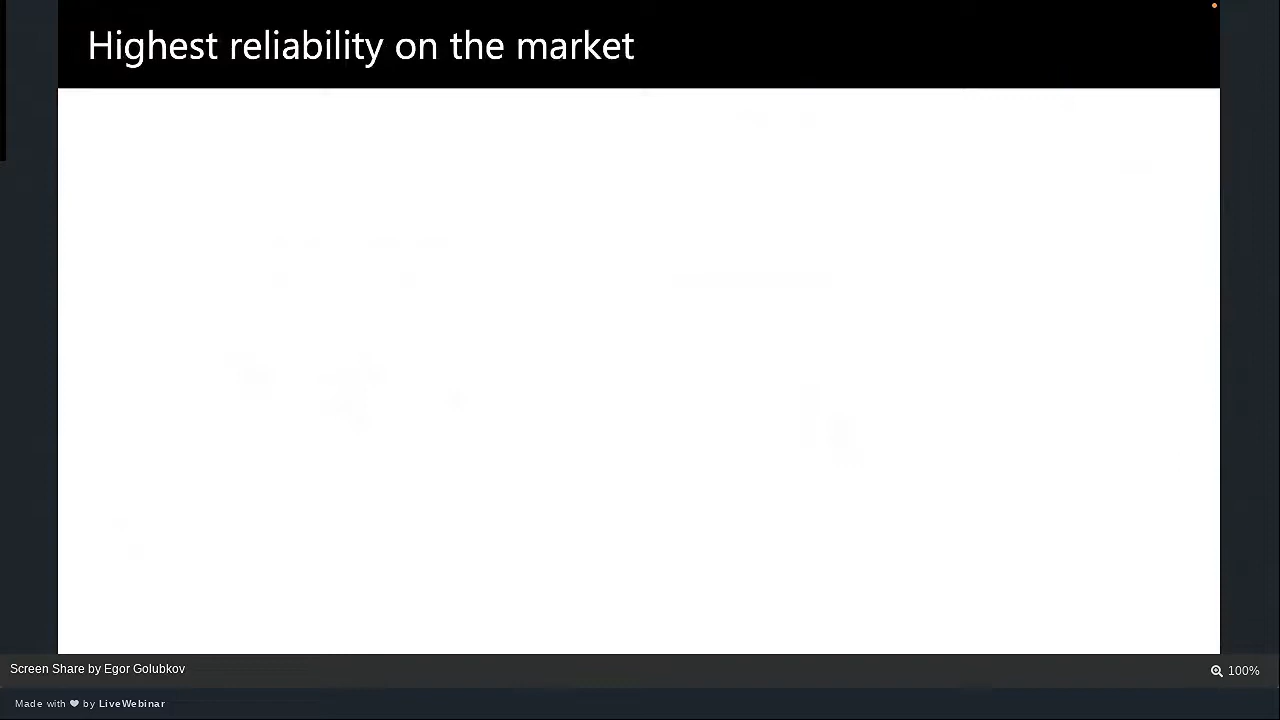 Highest reliability on the market
Screen Share by Egor Golubkov
100%
Made with ❤ by LiveWebinar